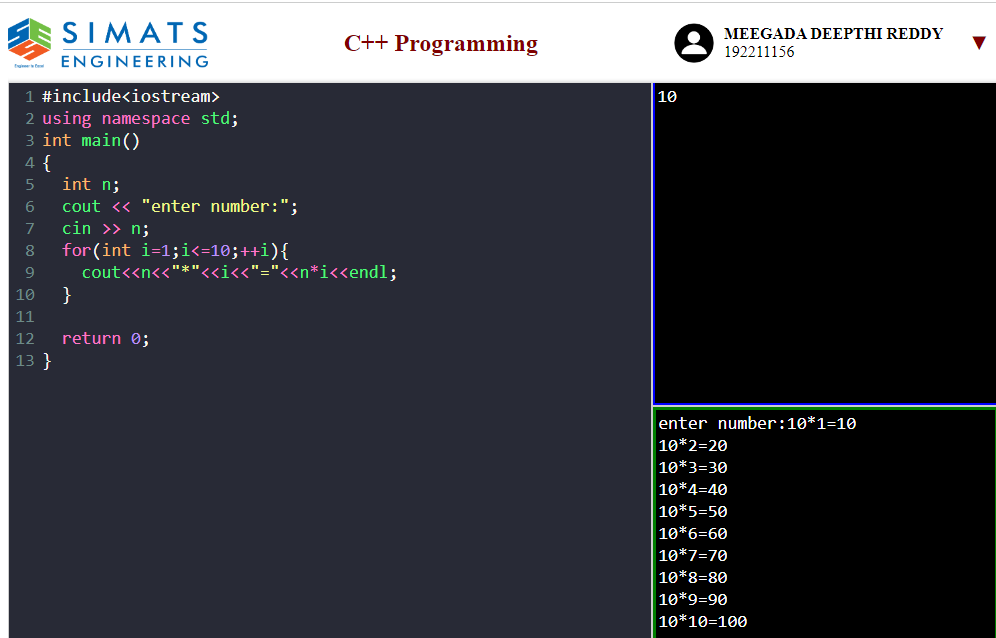 SIMATS
ENGINEERING
Engineer to Excel
C++ Programming
MEEGADA DEEPTHI REDDY
192211156
1 #include<iostream>
2 using namespace std;
3 int main()
4 {
5   int n;
6   cout << "enter number:";
7   cin >> n;
8   for(int i=1;i<=10;++i){
9     cout<<n<<"*"<<i<<"="<<n*i<<endl;
10   }
11
12   return 0;
13 }
10
enter number:10*1=10
10*2=20
10*3=30
10*4=40
10*5=50
10*6=60
10*7=70
10*8=80
10*9=90
10*10=100